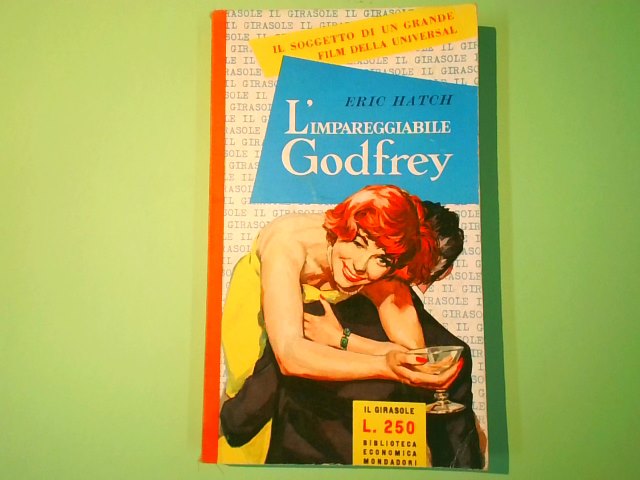 IL SOGGETTO DI UN GRANDE
FILM DELLA UNIVERSAL
ERIC HATCH
L'IMPAREGGIABILE
Godfrey
IL GIRASOLE
L. 250
BIBLIOTECA
ECONOMICA
MONDADORI